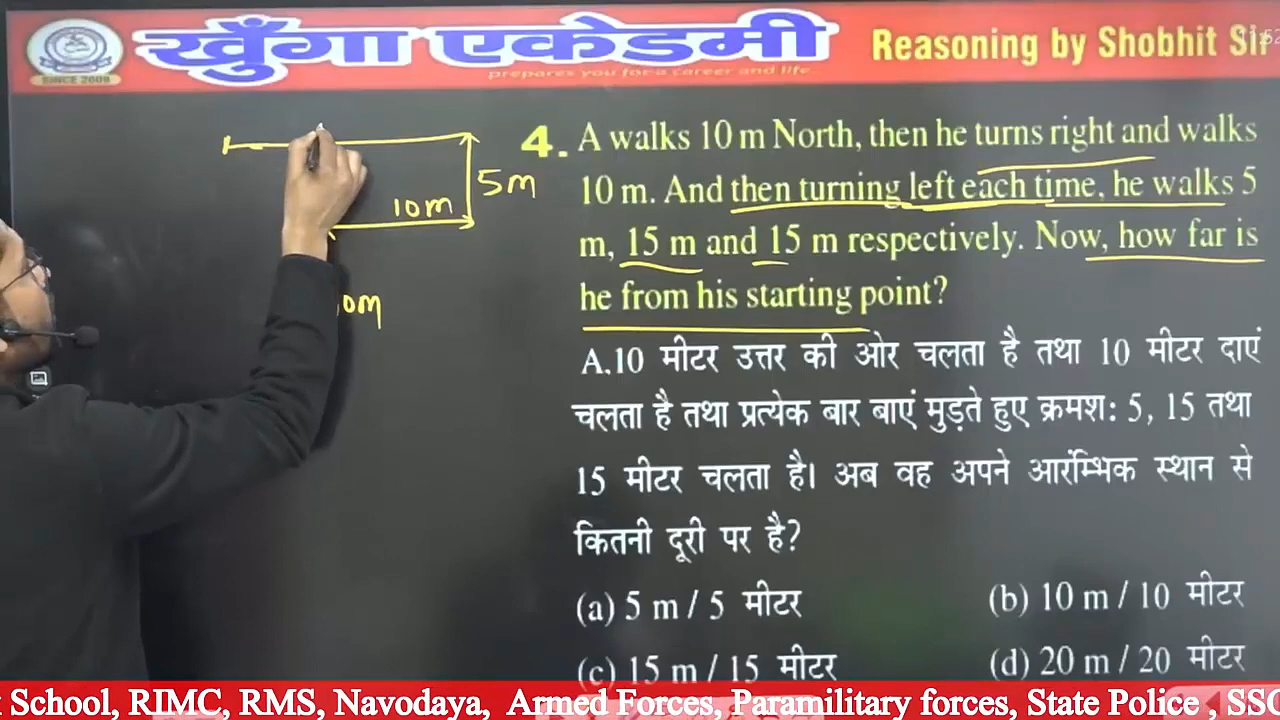 खुँगा एकेडमी
prepares you for a career and life
SINCE 2009
Reasoning by Shobhit Sir
4. A walks 10 m North, then he turns right and walks
10 m. And then turning left each time, he walks 5
m, 15 m and 15 m respectively. Now, how far is
he from his starting point?
A.10 मीटर उत्तर की ओर चलता है तथा 10 मीटर दाएं
चलता है तथा प्रत्येक बार बाएं मुड़ते हुए क्रमश: 5, 15 तथा
15 मीटर चलता है। अब वह अपने आरंम्भिक स्थान से
कितनी दूरी पर है?
(a) 5 m / 5 मीटर
(b) 10 m / 10 मीटर
(c) 15 m / 15 मीटर
(d) 20 m / 20 मीटर
5m
10m
0m
School, RIMC, RMS, Navodaya, Armed Forces, Paramilitary forces, State Police , SSC